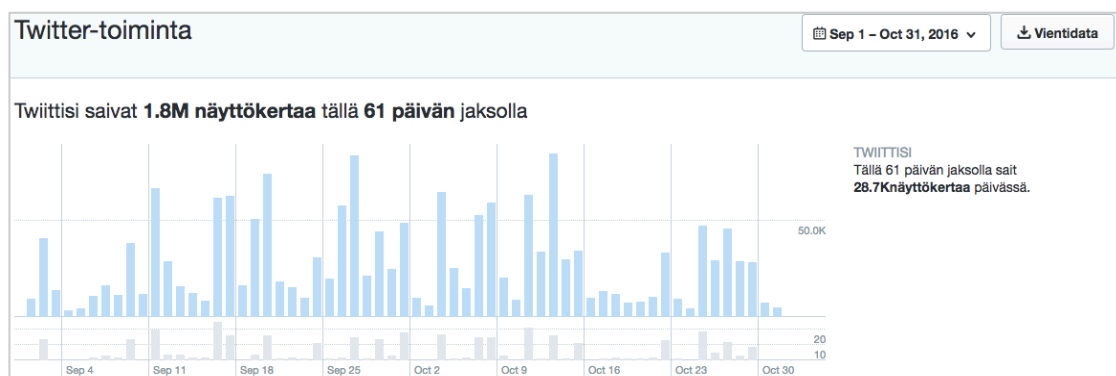 Twitter-toiminta
Sep 1 – Oct 31, 2016
Vientidata
Twiittisi saivat 1.8M näyttökertaa tällä 61 päivän jaksolla
TWIITTISI
Tällä 61 päivän jaksolla sait
28.7Knäyttökertaa päivässä.
50.0K
20
10
Sep 4 Sep 11 Sep 18 Sep 25 Oct 2 Oct 9 Oct 16 Oct 23 Oct 30